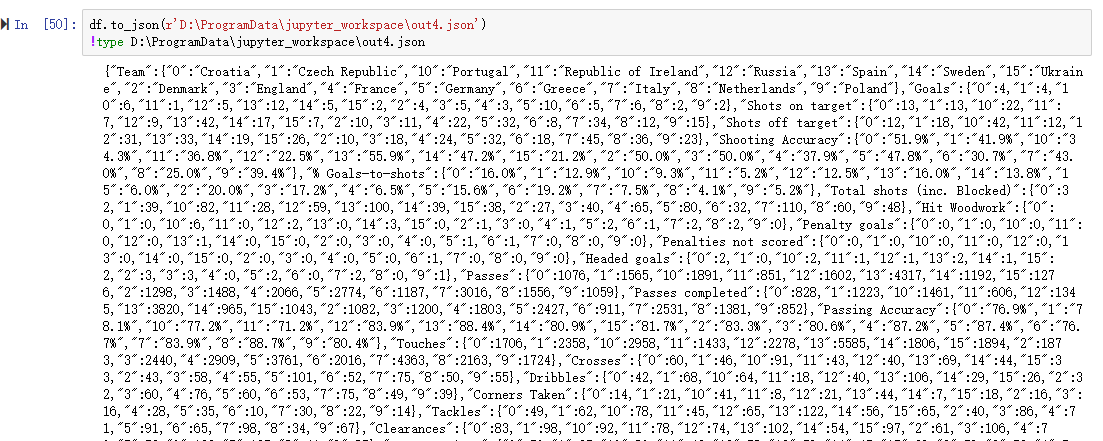 In [50]:
df.to_json(r'D:\ProgramData\jupyter_workspace\out4.json')
!type D:\ProgramData\jupyter_workspace\out4.json
{"Team":{"0":"Croatia","1":"Czech Republic","10":"Portugal","11":"Republic of Ireland","12":"Russia","13":"Spain","14":"Sweden","15":"Ukrain
e","2":"Denmark","3":"England","4":"France","5":"Germany","6":"Greece","7":"Italy","8":"Netherlands","9":"Poland"},"Goals":{"0":4,"1":4,"1
0":6,"11":1,"12":5,"13":12,"14":5,"15":2,"2":4,"3":5,"4":3,"5":10,"6":5,"7":6,"8":2,"9":2},"Shots on target":{"0":13,"1":13,"10":22,"11":
7,"12":9,"13":42,"14":17,"15":7,"2":10,"3":11,"4":22,"5":32,"6":8,"7":34,"8":12,"9":15},"Shots off target":{"0":12,"1":18,"10":42,"11":12,"1
2":31,"13":33,"14":19,"15":26,"2":10,"3":18,"4":24,"5":32,"6":18,"7":45,"8":36,"9":23},"Shooting Accuracy":{"0":"51.9%","1":"41.9%","10":"3
4.3%","11":"36.8%","12":"22.5%","13":"55.9%","14":"47.2%","15":"21.2%","2":"50.0%","3":"50.0%","4":"37.9%","5":"47.8%","6":"30.7%","7":"43.
0%","8":"25.0%","9":"39.4%"},"% Goals-to-shots":{"0":"16.0%","1":"12.9%","10":"9.3%","11":"5.2%","12":"12.5%","13":"16.0%","14":"13.8%","1
5":"6.0%","2":"20.0%","3":"17.2%","4":"6.5%","5":"15.6%","6":"19.2%","7":"7.5%","8":"4.1%","9":"5.2%"},"Total shots (inc. Blocked)":{"0":3
2,"1":39,"10":82,"11":28,"12":59,"13":100,"14":39,"15":38,"2":27,"3":40,"4":65,"5":80,"6":32,"7":110,"8":60,"9":48},"Hit Woodwork":{"0":
0,"1":0,"10":6,"11":0,"12":2,"13":0,"14":3,"15":0,"2":1,"3":0,"4":1,"5":2,"6":1,"7":2,"8":2,"9":0},"Penalty goals":{"0":0,"1":0,"10":0,"11":
0,"12":0,"13":1,"14":0,"15":0,"2":0,"3":0,"4":0,"5":1,"6":1,"7":0,"8":0,"9":0},"Penalties not scored":{"0":0,"1":0,"10":0,"11":0,"12":0,"1
3":0,"14":0,"15":0,"2":0,"3":0,"4":0,"5":0,"6":1,"7":0,"8":0,"9":0},"Headed goals":{"0":2,"1":0,"10":2,"11":1,"12":1,"13":2,"14":1,"15":
2,"2":3,"3":3,"4":0,"5":2,"6":0,"7":2,"8":0,"9":1},"Passes":{"0":1076,"1":1565,"10":1891,"11":851,"12":1602,"13":4317,"14":1192,"15":127
6,"2":1298,"3":1488,"4":2066,"5":2774,"6":1187,"7":3016,"8":1556,"9":1059},"Passes completed":{"0":828,"1":1223,"10":1461,"11":606,"12":134
5,"13":3820,"14":965,"15":1043,"2":1082,"3":1200,"4":1803,"5":2427,"6":911,"7":2531,"8":1381,"9":852},"Passing Accuracy":{"0":"76.9%","1":"7
8.1%","10":"77.2%","11":"71.2%","12":"83.9%","13":"88.4%","14":"80.9%","15":"81.7%","2":"83.3%","3":"80.6%","4":"87.2%","5":"87.4%","6":"76.
7%","7":"83.9%","8":"88.7%","9":"80.4%"},"Touches":{"0":1706,"1":2358,"10":2958,"11":1433,"12":2278,"13":5585,"14":1806,"15":1894,"2":187
3,"3":2440,"4":2909,"5":3761,"6":2016,"7":4363,"8":2163,"9":1724},"Crosses":{"0":60,"1":46,"10":91,"11":43,"12":40,"13":69,"14":44,"15":3
3,"2":43,"3":58,"4":55,"5":101,"6":52,"7":75,"8":50,"9":55},"Dribbles":{"0":42,"1":68,"10":64,"11":18,"12":40,"13":106,"14":29,"15":26,"2":3
2,"3":60,"4":76,"5":60,"6":53,"7":75,"8":49,"9":39},"Corners Taken":{"0":14,"1":21,"10":41,"11":8,"12":21,"13":44,"14":7,"15":18,"2":16,"3":
16,"4":28,"5":35,"6":10,"7":30,"8":22,"9":14},"Tackles":{"0":49,"1":62,"10":78,"11":45,"12":65,"13":122,"14":56,"15":65,"2":40,"3":86,"4":7
1,"5":91,"6":65,"7":98,"8":34,"9":67},"Clearances":{"0":83,"1":98,"10":92,"11":78,"12":74,"13":102,"14":54,"15":97,"2":61,"3":106,"4":7